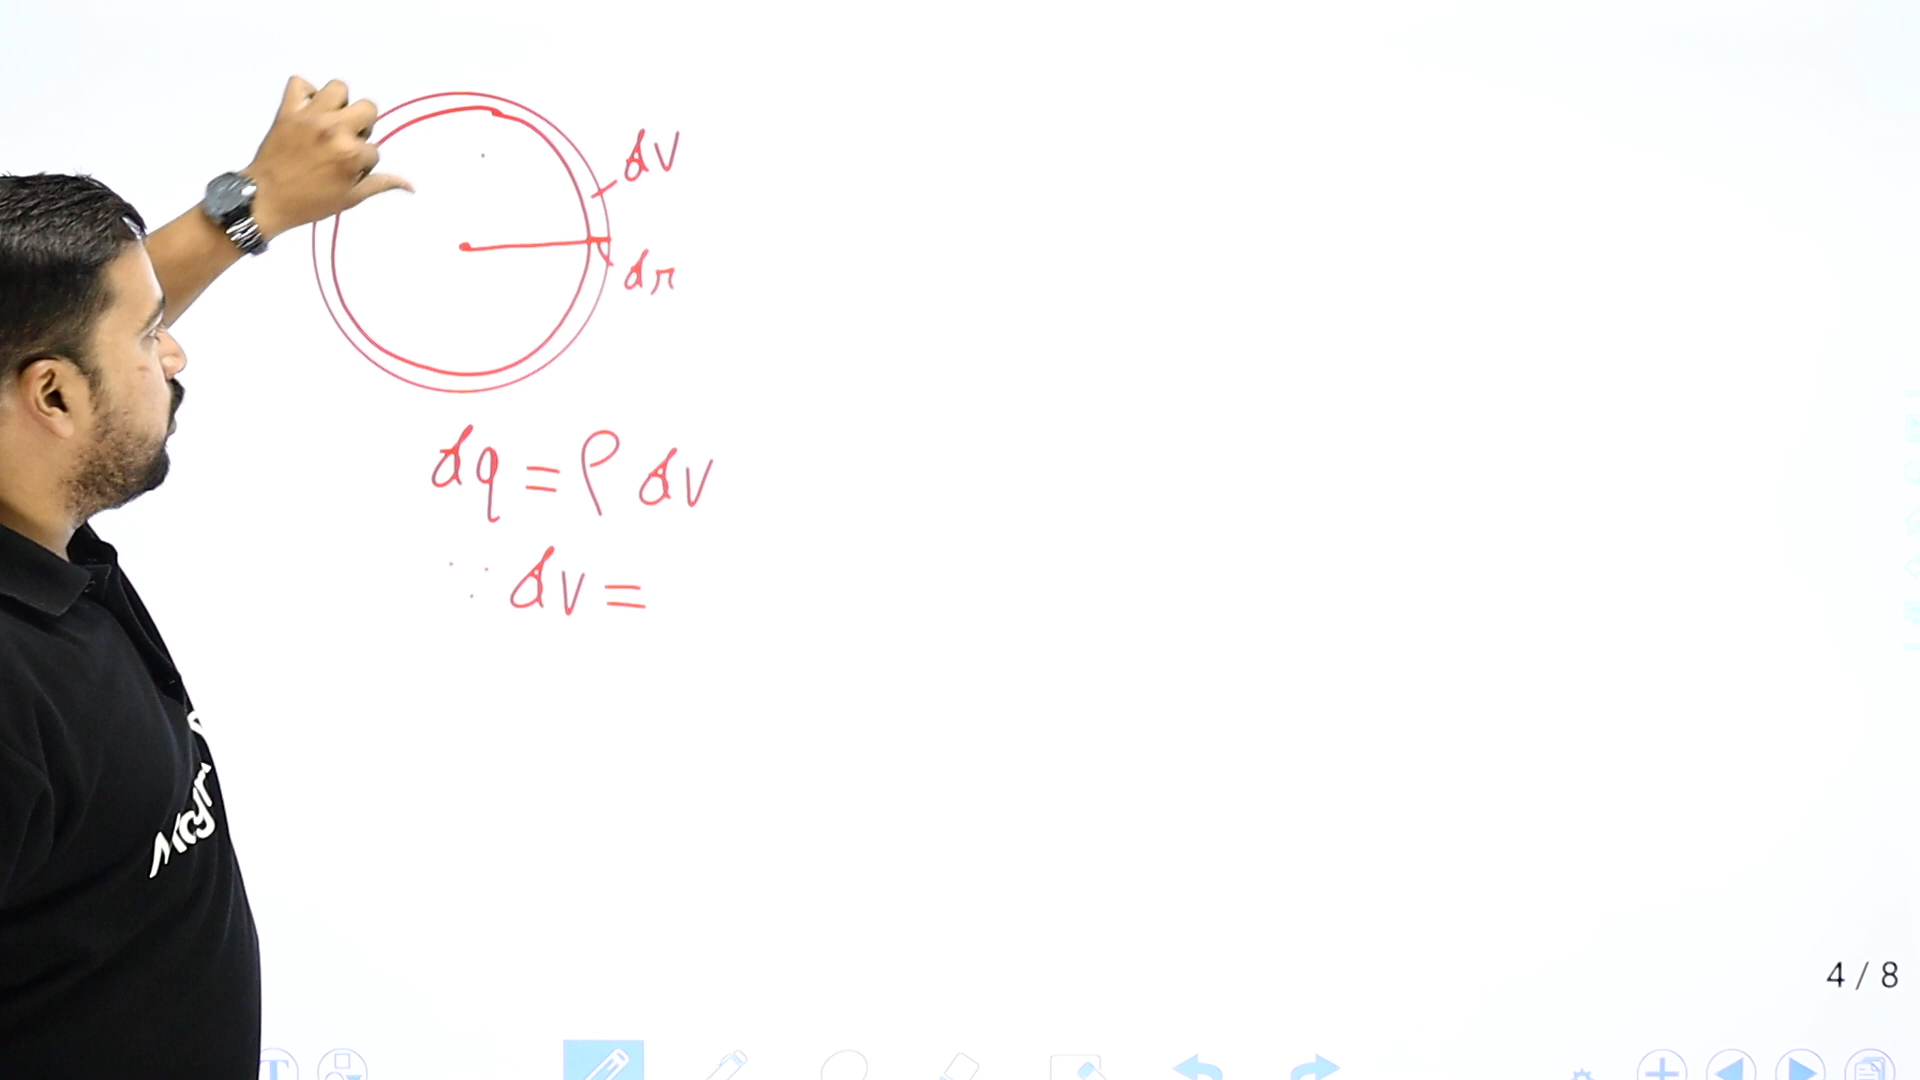 dV
dr
dq = ρ dV
∵ dV =
4 / 8
T